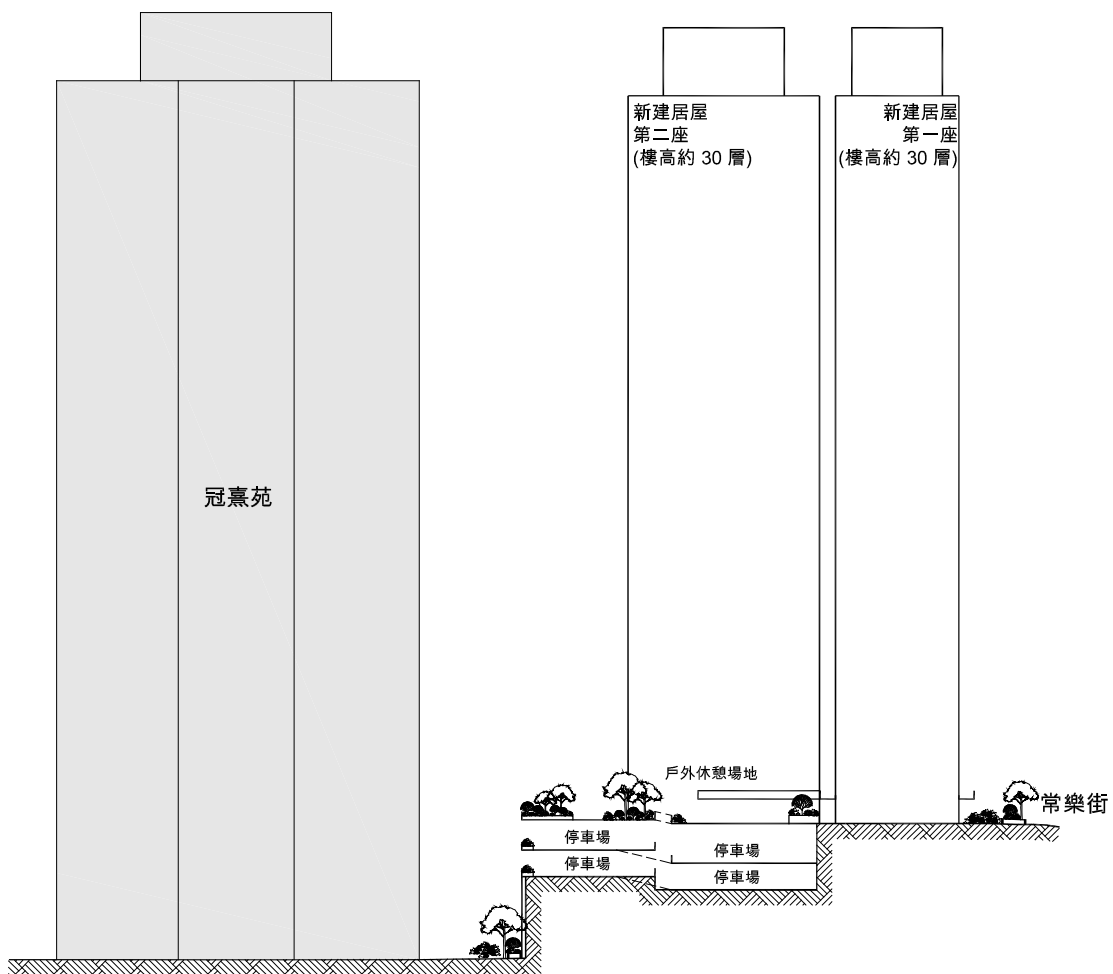 新建居屋
第二座
(樓高約 30 層)
新建居屋
第一座
(樓高約 30 層)
冠熹苑
戶外休憩場地
常樂街
停車場
停車場
停車場
停車場